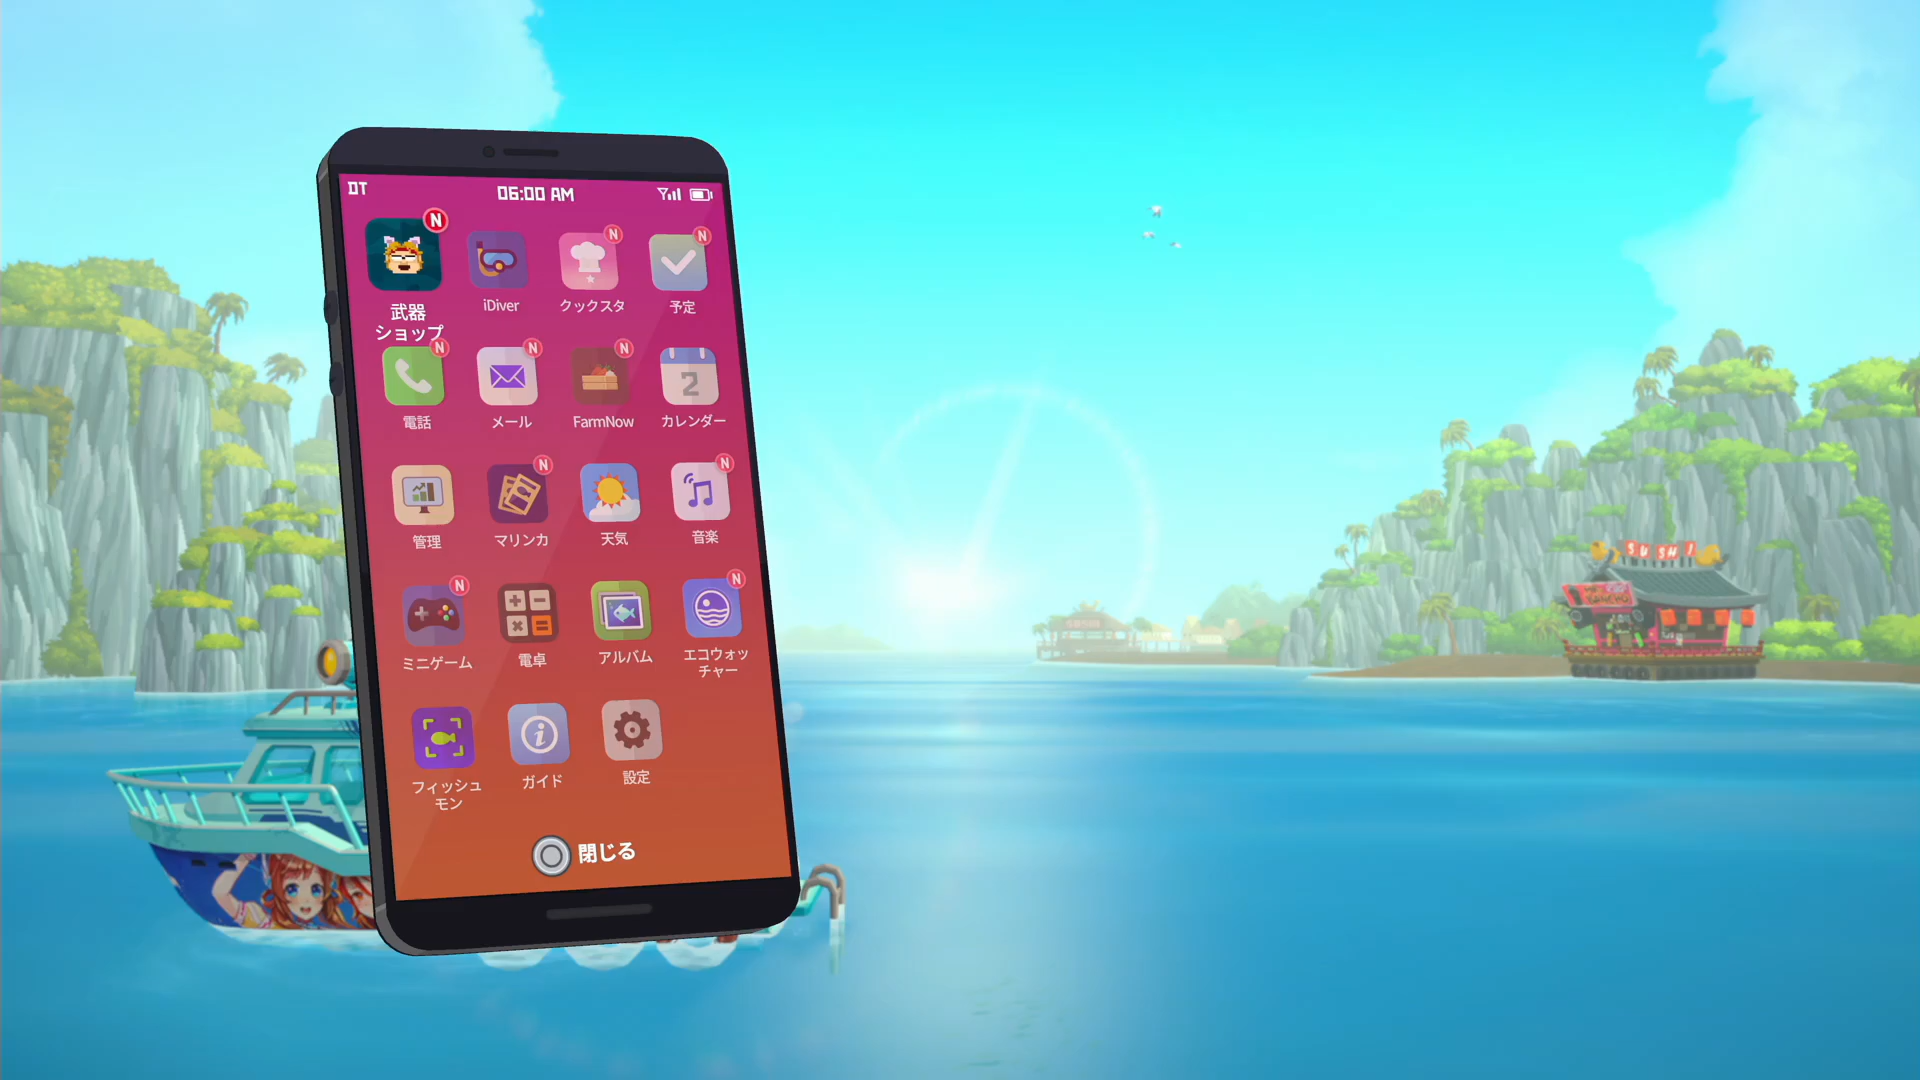 DT 06:00 AM
N N N
武器
ショップ
iDiver クックスタ 予定
N N N
2
電話 メール FarmNow カレンダー
N N
管理 マリンカ 天気 音楽
N N
ミニゲーム 電卓 アルバム エコウォッ
チャー
フィッシュ
モン
ガイド 設定
閉じる
SUSHI